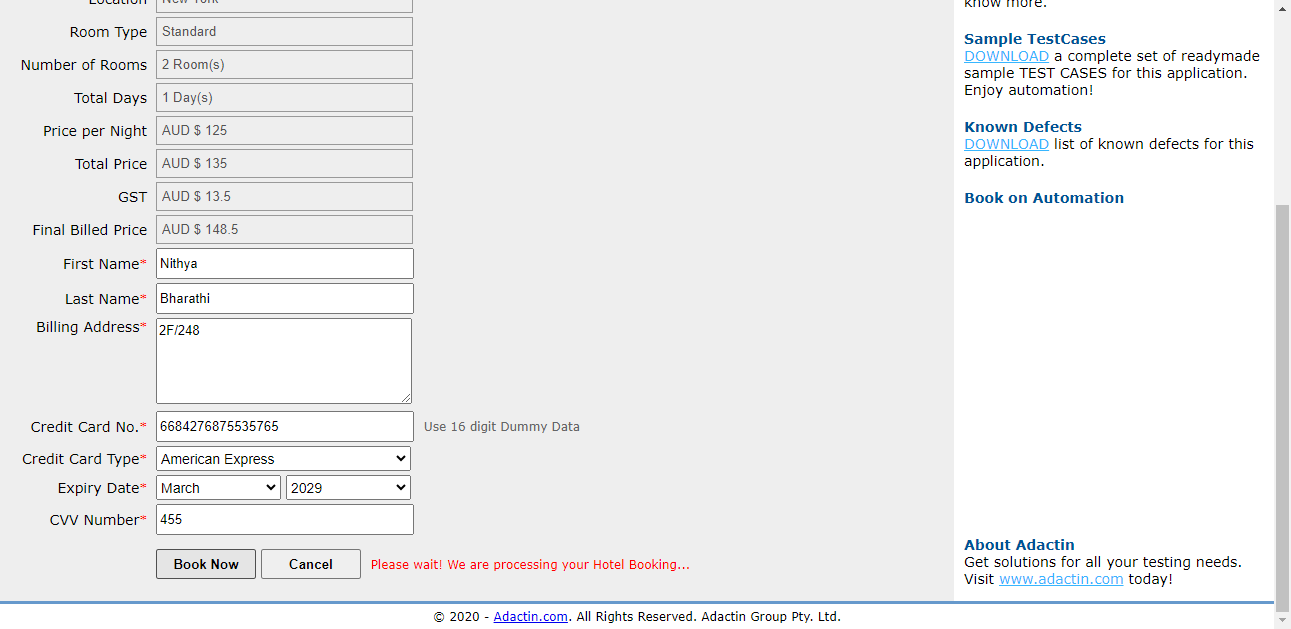 Location New York
Room Type Standard
Number of Rooms 2 Room(s)
Total Days 1 Day(s)
Price per Night AUD $ 125
Total Price AUD $ 135
GST AUD $ 13.5
Final Billed Price AUD $ 148.5
First Name* Nithya
Last Name* Bharathi
Billing Address* 2F/248
Credit Card No.* 6684276875535765 Use 16 digit Dummy Data
Credit Card Type* American Express
Expiry Date* March 2029
CVV Number* 455
Book Now Cancel Please wait! We are processing your Hotel Booking...
know more.
Sample TestCases
DOWNLOAD a complete set of readymade
sample TEST CASES for this application.
Enjoy automation!
Known Defects
DOWNLOAD list of known defects for this
application.
Book on Automation
About Adactin
Get solutions for all your testing needs.
Visit www.adactin.com today!
© 2020 - Adactin.com. All Rights Reserved. Adactin Group Pty. Ltd.